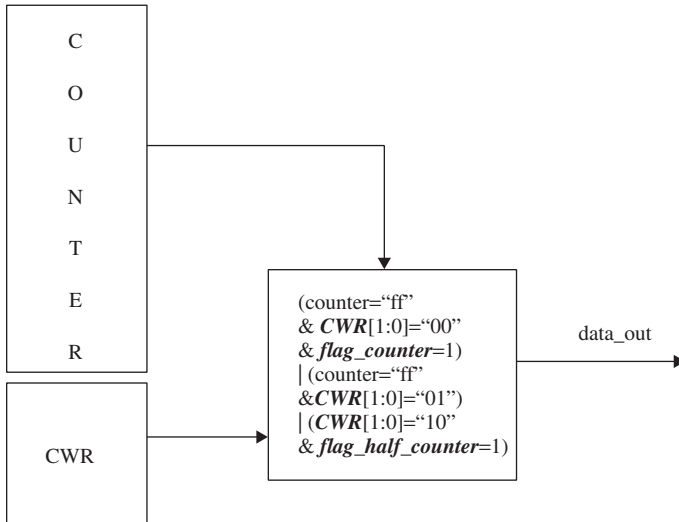 C
O
U
N
T
E
R
CWR
(counter=“ff”
& CWR[1:0]=“00”
& flag_counter=1)
| (counter=“ff”
&CWR[1:0]=“01”)
| (CWR[1:0]=“10”
& flag_half_counter=1)
data_out